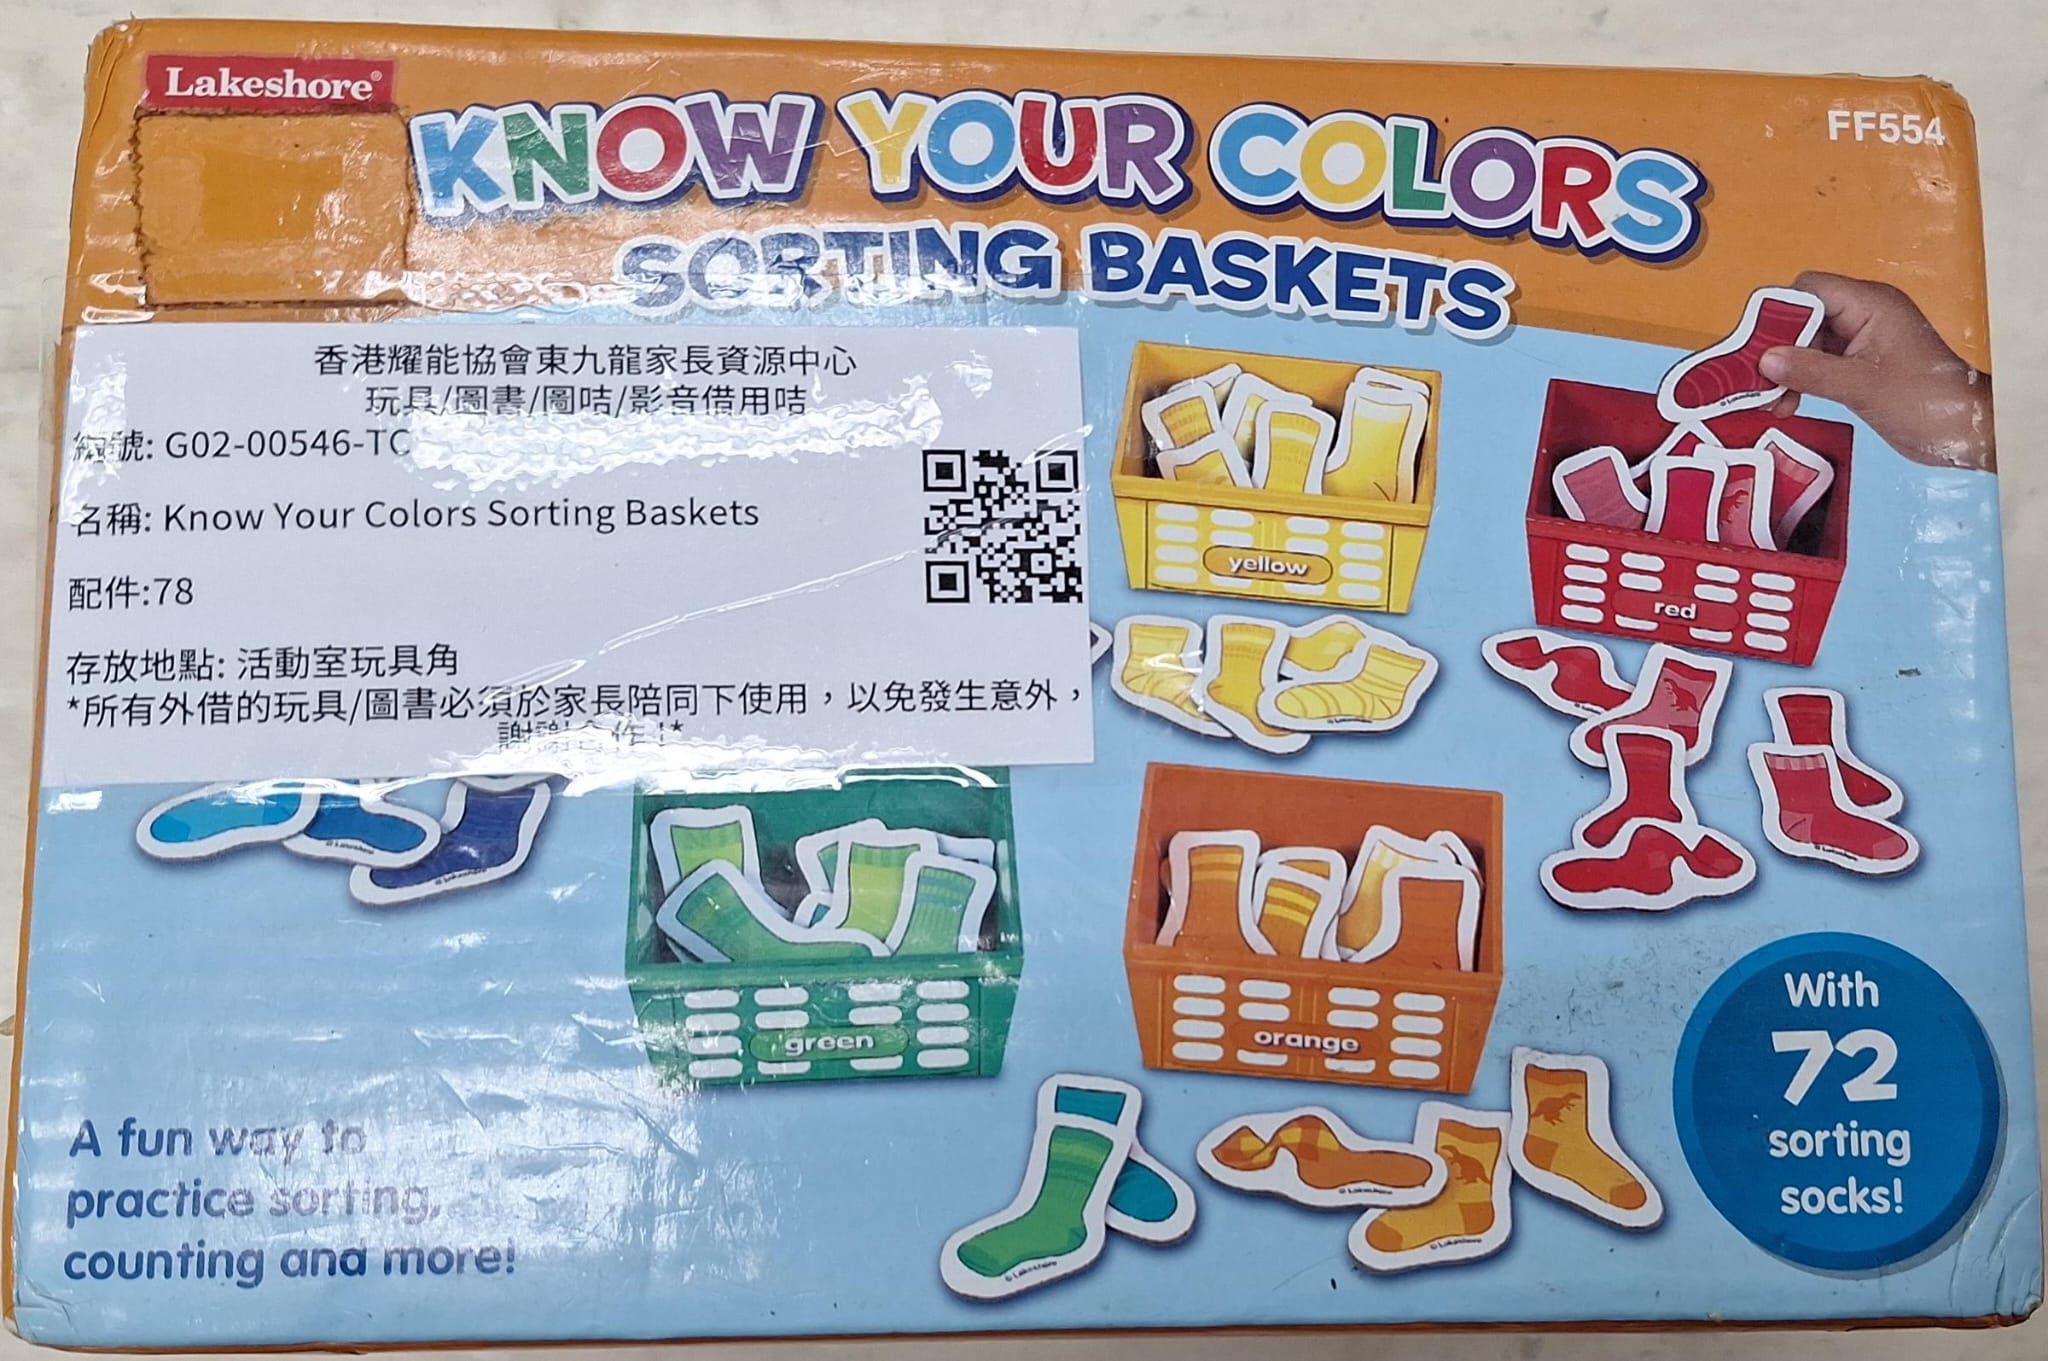 Lakeshore®
KNOW YOUR COLORS
SORTING BASKETS
FF554
香港耀能協會東九龍家長資源中心
玩具/圖書/圖咭/影音借用咭
編號: G02-00546-TC
名稱: Know Your Colors Sorting Baskets
配件:78
存放地點: 活動室玩具角
*所有外借的玩具/圖書必須於家長陪同下使用，以免發生意外，
謝謝合作！*
yellow
red
green
orange
A fun way to
practice sorting,
counting and more!
With
72
sorting
socks!